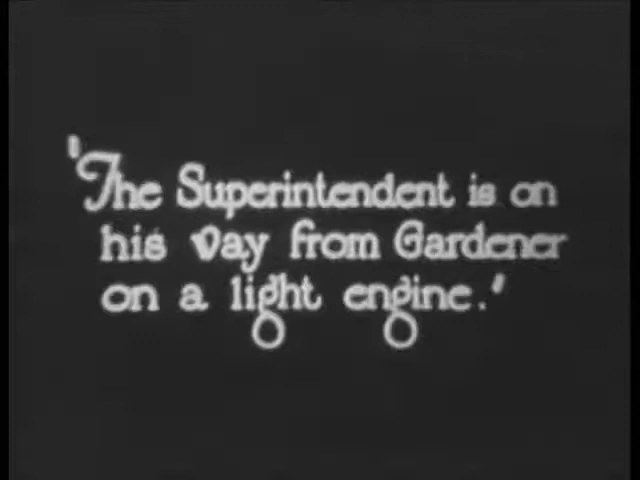 'The Superintendent is on
his way from Gardener
on a light engine.'